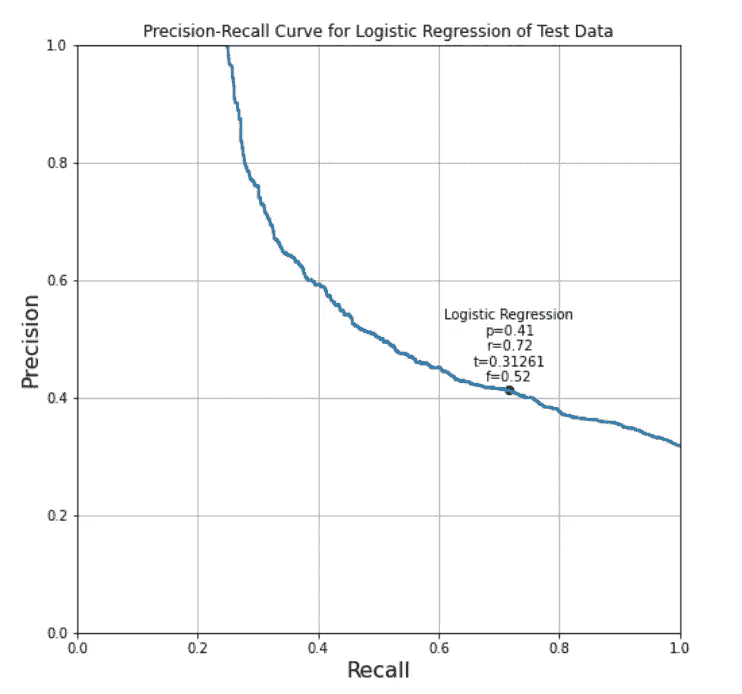 Precision-Recall Curve for Logistic Regression of Test Data
1.0
0.8
0.6
0.4
0.2
0.0
Precision
Logistic Regression
p=0.41
r=0.72
t=0.31261
f=0.52
0.0 0.2 0.4 0.6 0.8 1.0
Recall